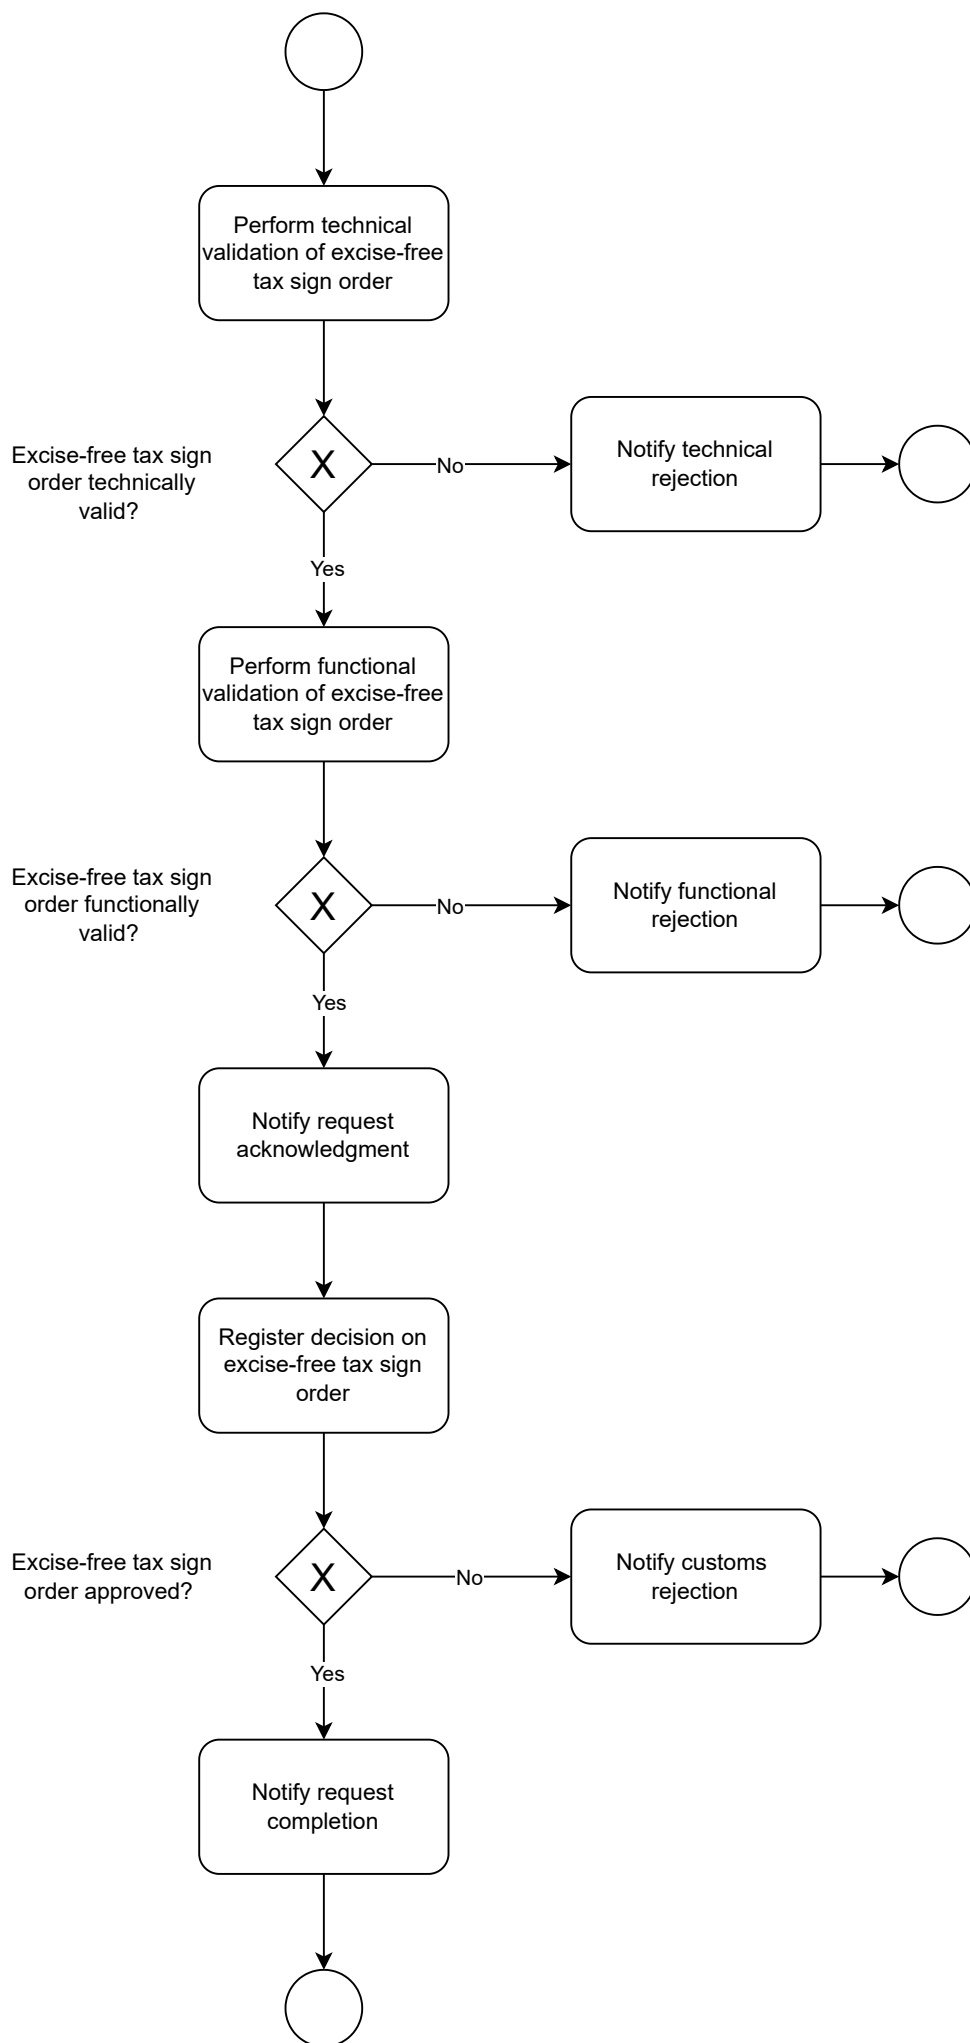 Perform technical
validation of excise-free
tax sign order
Excise-free tax sign
order technically
valid?
X
No
Notify technical
rejection
Yes
Perform functional
validation of excise-free
tax sign order
Excise-free tax sign
order functionally
valid?
X
No
Notify functional
rejection
Yes
Notify request
acknowledgment
Register decision on
excise-free tax sign
order
Excise-free tax sign
order approved?
X
No
Notify customs
rejection
Yes
Notify request
completion